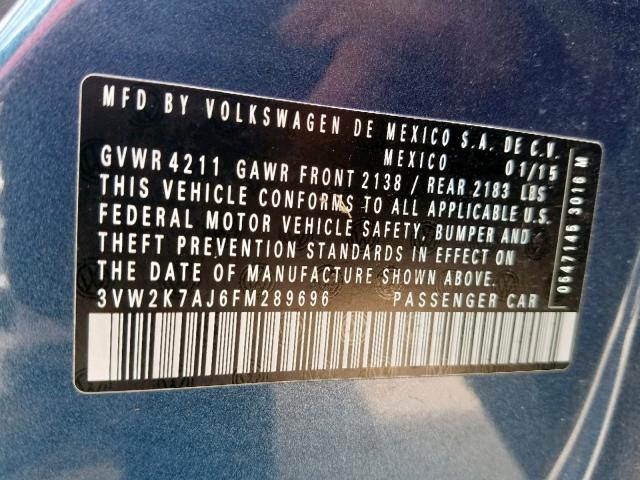 MFD BY VOLKSWAGEN DE MEXICO S.A. DE C.V.
MEXICO 01/15
GVWR 4211 GAWR FRONT 2138 / REAR 2183 LBS
THIS VEHICLE CONFORMS TO ALL APPLICABLE U.S.
FEDERAL MOTOR VEHICLE SAFETY, BUMPER AND
THEFT PREVENTION STANDARDS IN EFFECT ON
THE DATE OF MANUFACTURE SHOWN ABOVE.
3VW2K7AJ6FM289696 PASSENGER CAR
0547146 3016 M